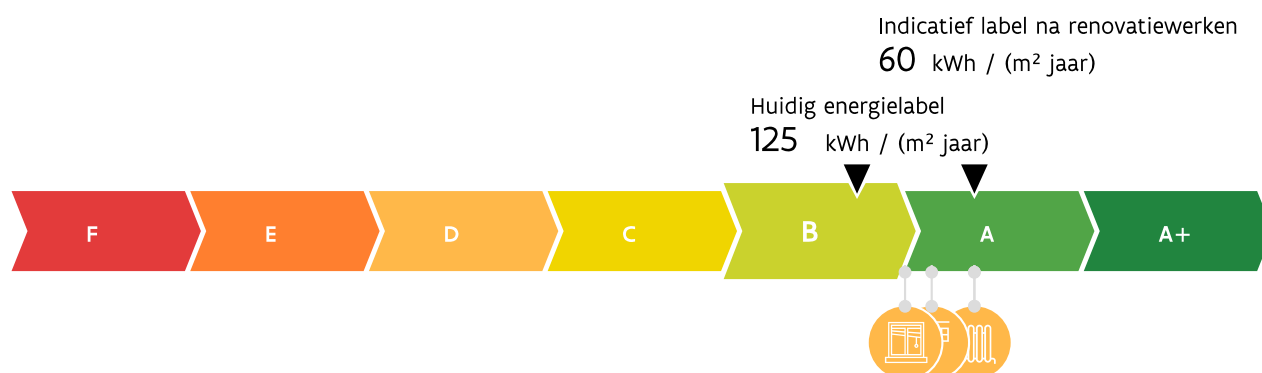 Indicatief label na renovatiewerken
60 kWh / (m² jaar)
Huidig energielabel
125 kWh / (m² jaar)
F E D C B A A+